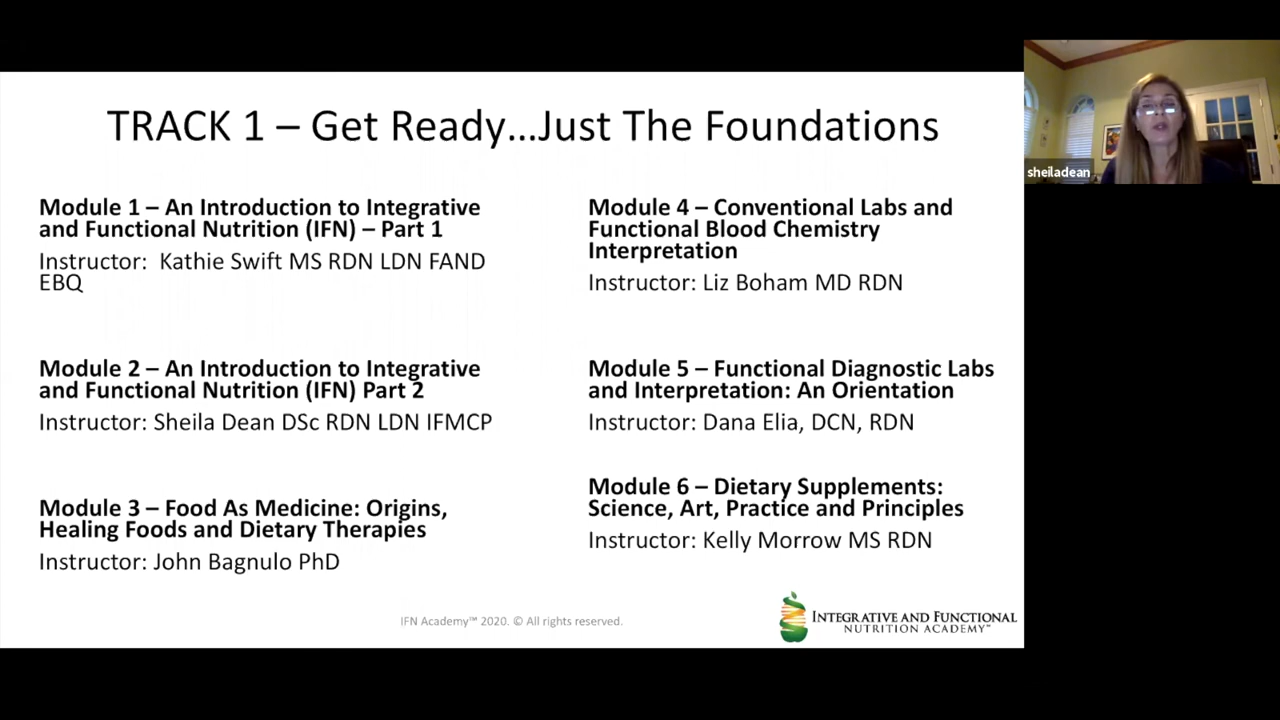 TRACK 1 – Get Ready…Just The Foundations
Module 1 – An Introduction to Integrative
and Functional Nutrition (IFN) – Part 1
Instructor:  Kathie Swift MS RDN LDN FAND
EBQ
Module 2 – An Introduction to Integrative
and Functional Nutrition (IFN) Part 2
Instructor: Sheila Dean DSc RDN LDN IFMCP
Module 3 – Food As Medicine: Origins,
Healing Foods and Dietary Therapies
Instructor: John Bagnulo PhD
Module 4 – Conventional Labs and
Functional Blood Chemistry
Interpretation
Instructor: Liz Boham MD RDN
Module 5 – Functional Diagnostic Labs
and Interpretation: An Orientation
Instructor: Dana Elia, DCN, RDN
Module 6 – Dietary Supplements:
Science, Art, Practice and Principles
Instructor: Kelly Morrow MS RDN
IFN Academy™ 2020. © All rights reserved.
INTEGRATIVE AND FUNCTIONAL
NUTRITION ACADEMY™
sheiladean